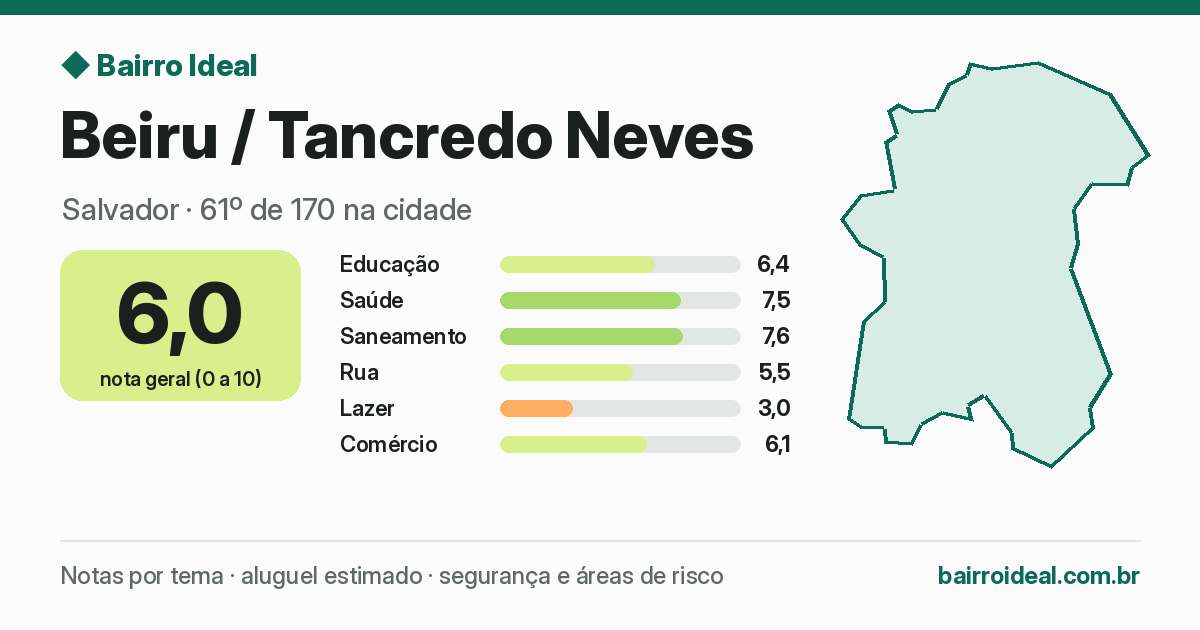 Bairro Ideal
Beiru / Tancredo Neves
Salvador · 61º de 170 na cidade
6,0
nota geral (0 a 10)
Educação 6,4
Saúde 7,5
Saneamento 7,6
Rua 5,5
Lazer 3,0
Comércio 6,1
Notas por tema · aluguel estimado · segurança e áreas de risco
bairroideal.com.br